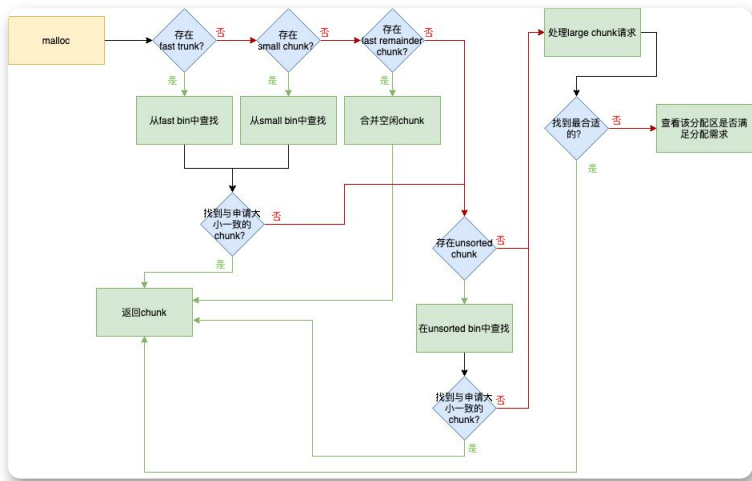 malloc
存在
fast trunk?
否
是
存在
small chunk?
否
是
存在
last remainder
chunk?
否
是
处理large chunk请求
从fast bin中查找
从small bin中查找
合并空闲chunk
找到最合适
的?
否
是
查看该分配区是否满
足分配需求
找到与申请大
小一致的
chunk?
否
是
存在unsorted
chunk
否
是
返回chunk
在unsorted bin中查找
找到与申请大
小一致的
chunk?
否
是